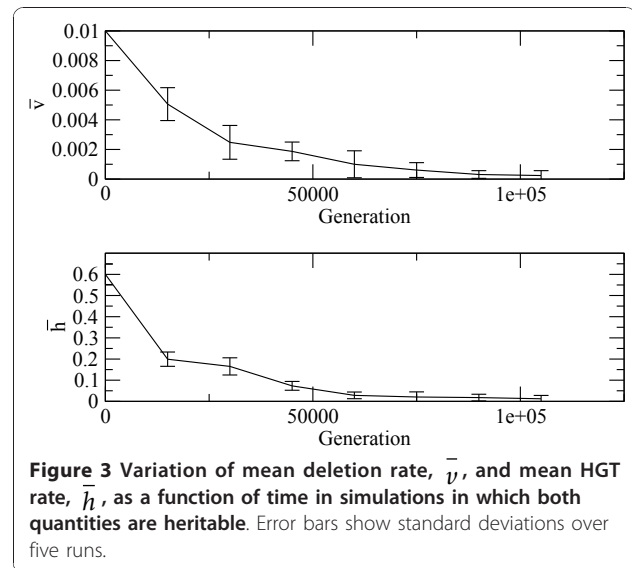 0.01
0.008
0.006
0.004
0.002
0
v̄
0 50000 1e+05
Generation
0.6
0.5
0.4
0.3
0.2
0.1
0
h̄
0 50000 1e+05
Generation
Figure 3 Variation of mean deletion rate, v̄, and mean HGT
rate, h̄, as a function of time in simulations in which both
quantities are heritable. Error bars show standard deviations over
five runs.